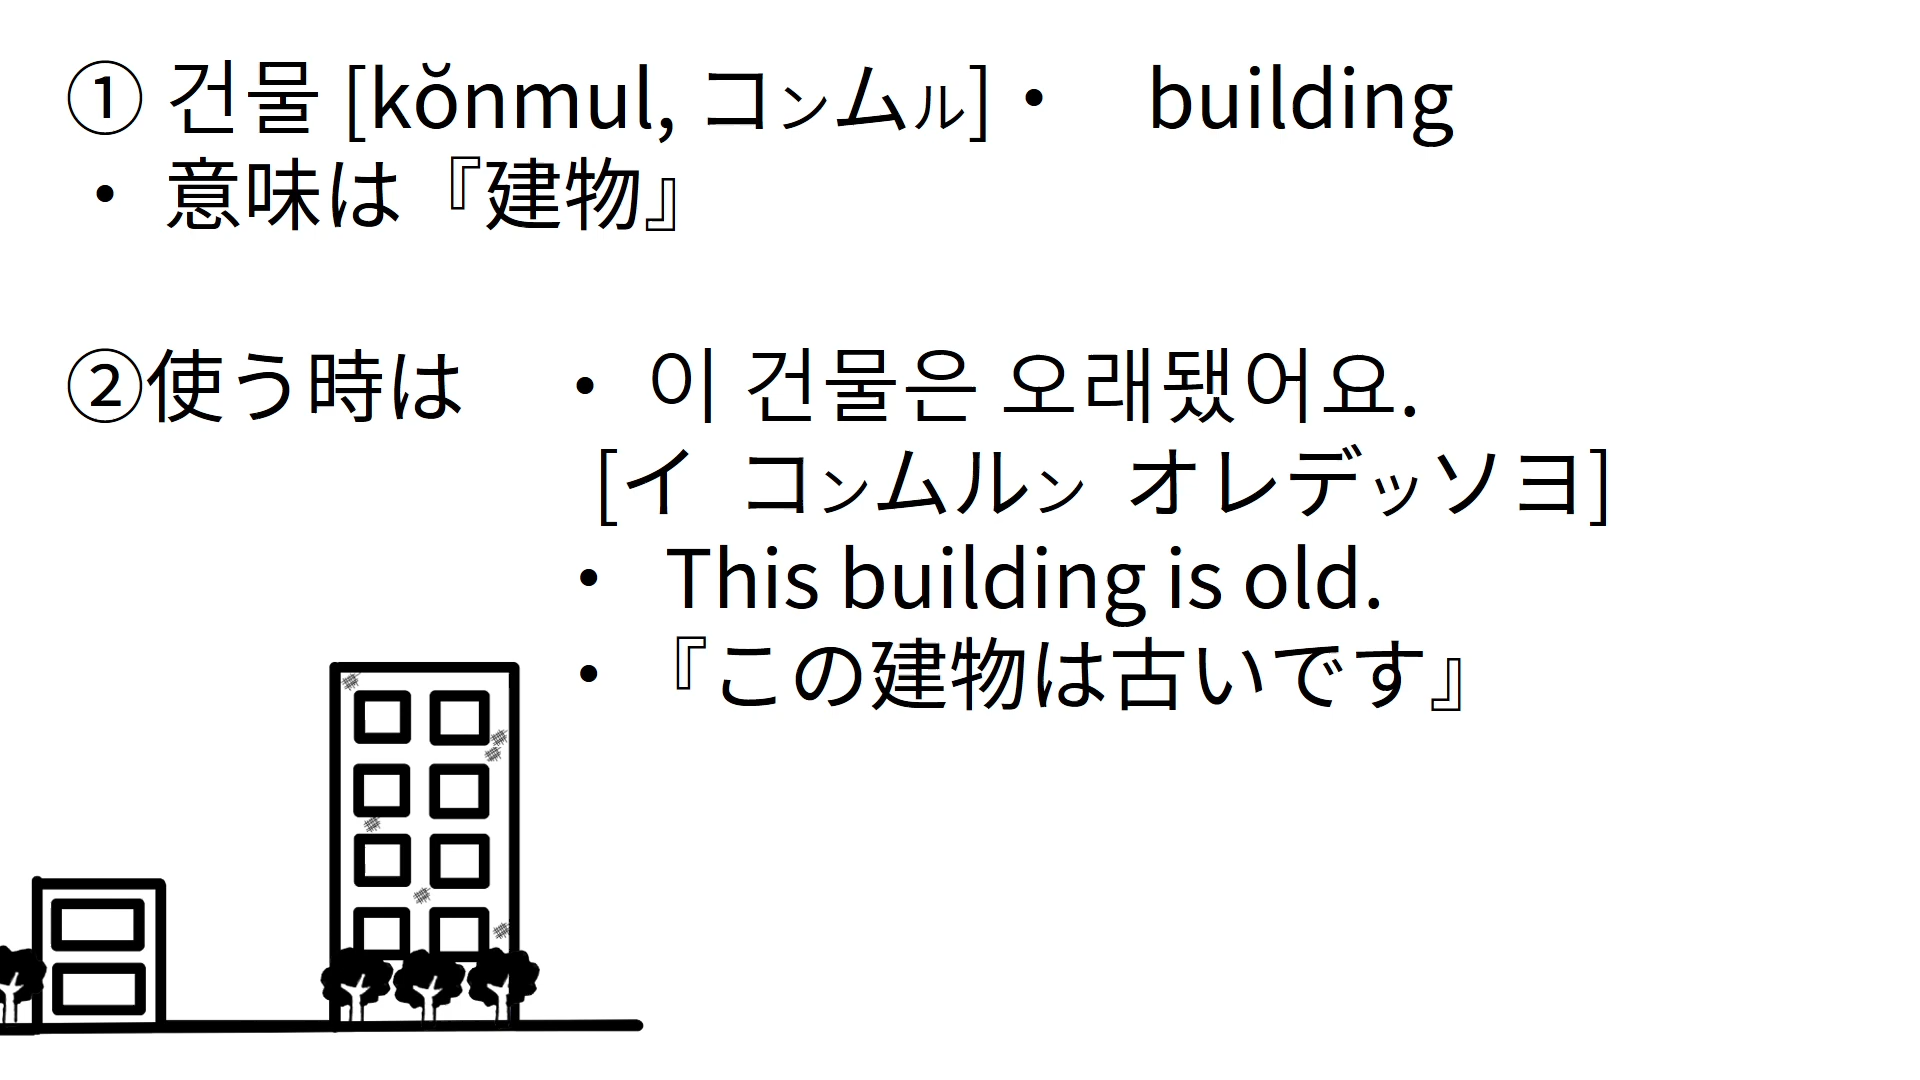 ① 건물 [kŏnmul, コンムル]・ building
・ 意味は『建物』
②使う時は ・ 이 건물은 오래됐어요.
[イ コンムルン オレデッソヨ]
・ This building is old.
・ 『この建物は古いです』